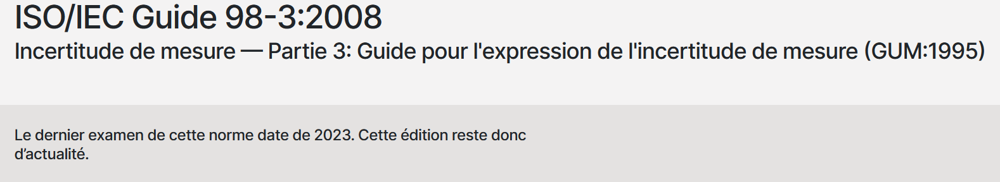 ISO/IEC Guide 98-3:2008
Incertitude de mesure — Partie 3: Guide pour l'expression de l'incertitude de mesure (GUM:1995)
Le dernier examen de cette norme date de 2023. Cette édition reste donc
d’actualité.